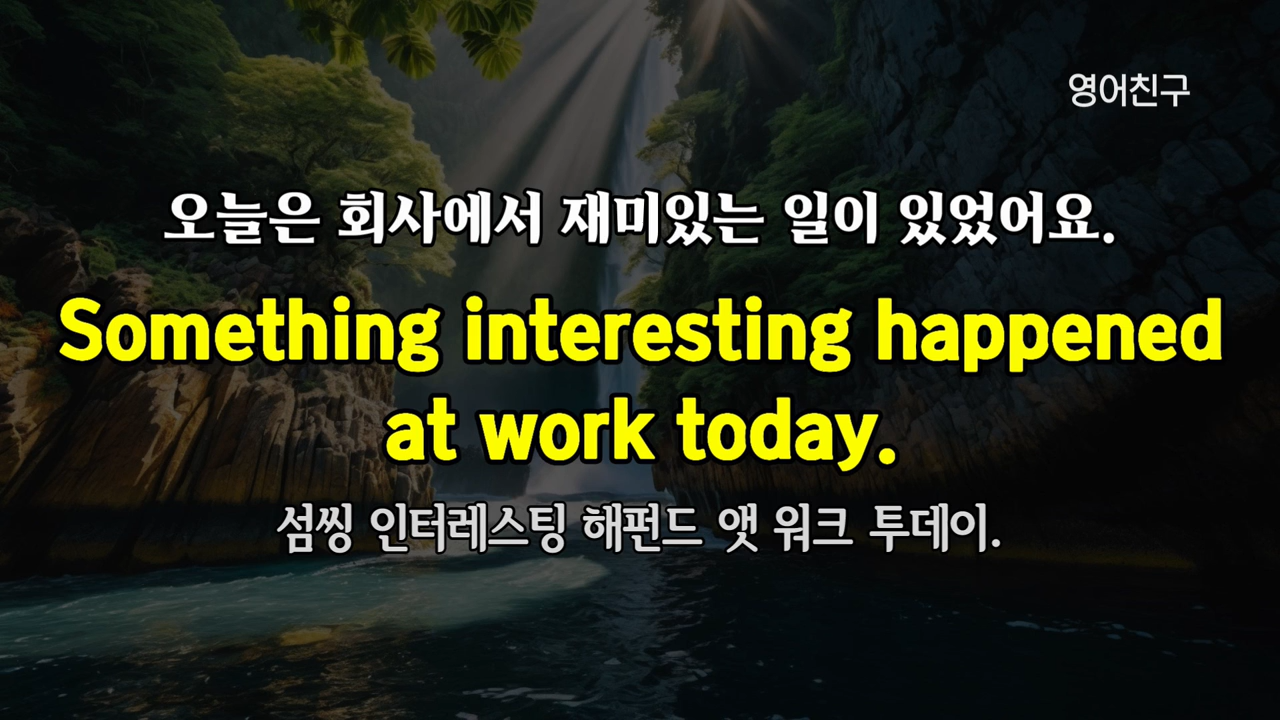 영어친구
오늘은 회사에서 재미있는 일이 있었어요.
Something interesting happened
at work today.
섬씽 인터레스팅 해펀드 앳 워크 투데이.